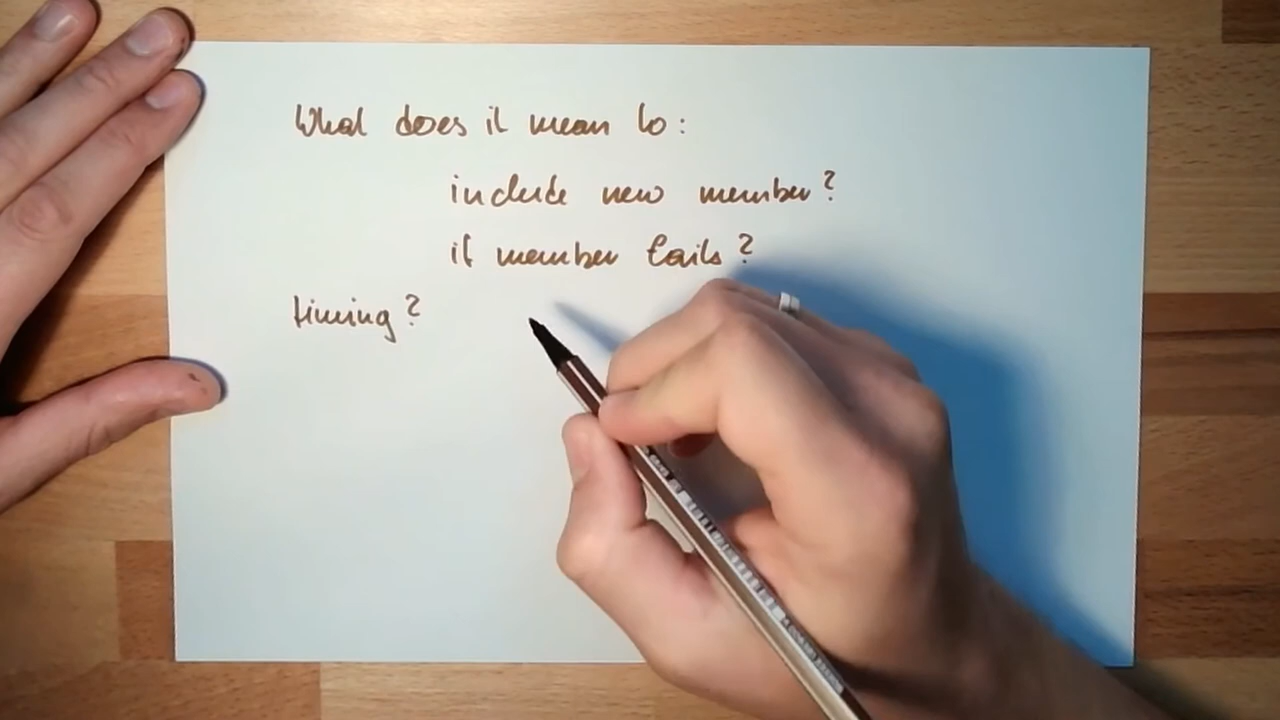 What does it mean to:
include new member?
if member fails?
timing?